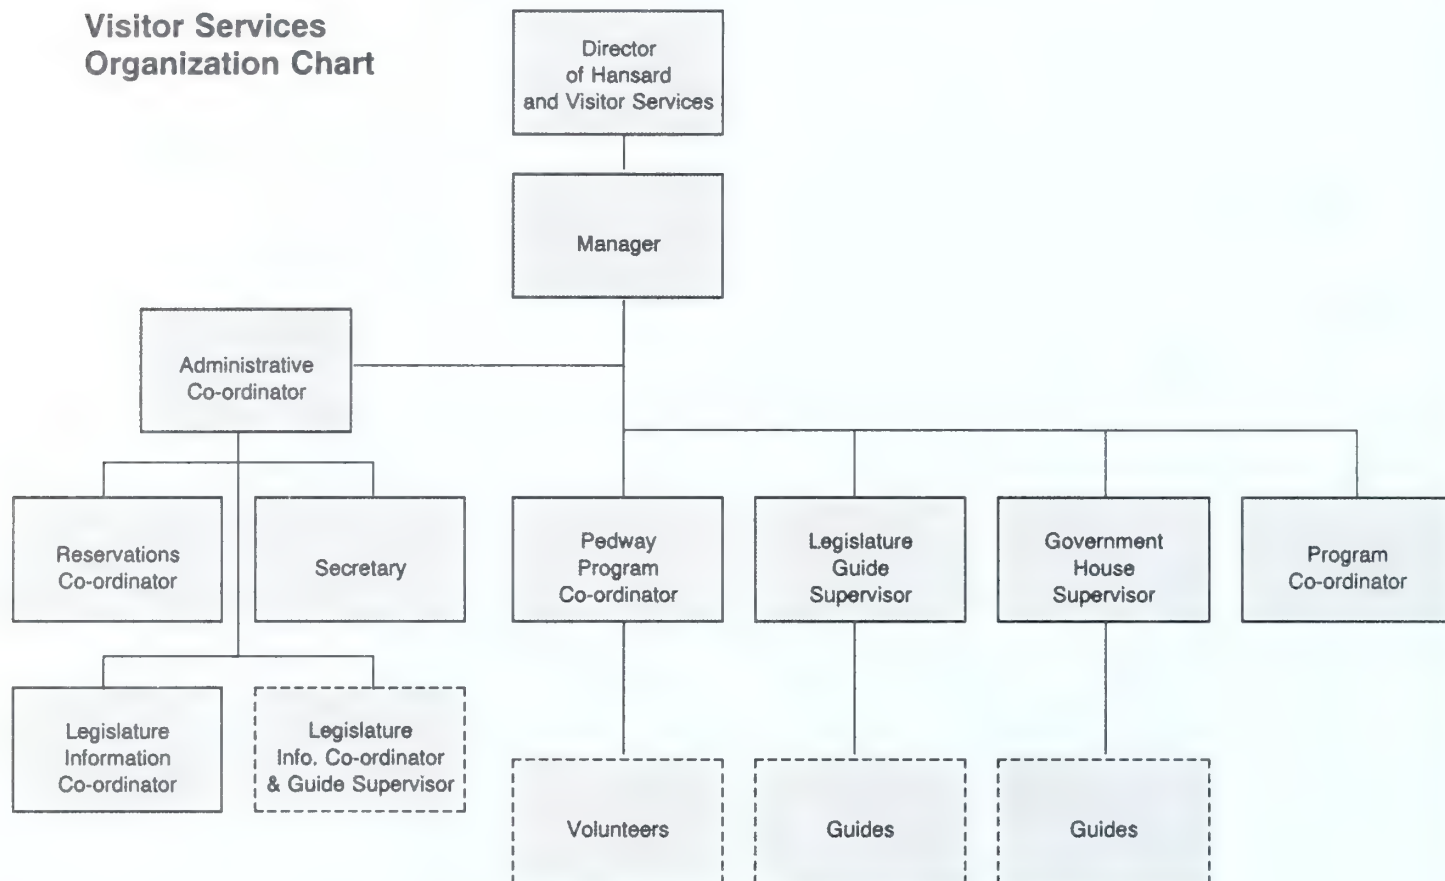 Visitor Services
Organization Chart
Director
of Hansard
and Visitor Services
Manager
Administrative
Co-ordinator
Reservations
Co-ordinator
Secretary
Pedway
Program
Co-ordinator
Legislature
Guide
Supervisor
Government
House
Supervisor
Program
Co-ordinator
Legislature
Information
Co-ordinator
Legislature
Info. Co-ordinator
& Guide Supervisor
Volunteers
Guides
Guides